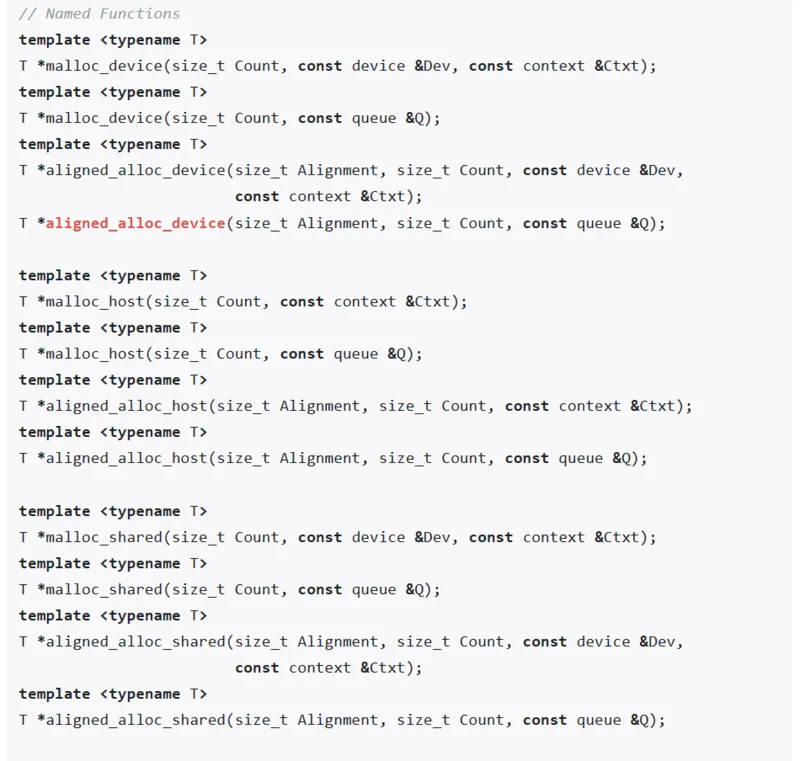 // Named Functions
template <typename T>
T *malloc_device(size_t Count, const device &Dev, const context &Ctxt);
template <typename T>
T *malloc_device(size_t Count, const queue &Q);
template <typename T>
T *aligned_alloc_device(size_t Alignment, size_t Count, const device &Dev,
const context &Ctxt);
T *aligned_alloc_device(size_t Alignment, size_t Count, const queue &Q);
template <typename T>
T *malloc_host(size_t Count, const context &Ctxt);
template <typename T>
T *malloc_host(size_t Count, const queue &Q);
template <typename T>
T *aligned_alloc_host(size_t Alignment, size_t Count, const context &Ctxt);
template <typename T>
T *aligned_alloc_host(size_t Alignment, size_t Count, const queue &Q);
template <typename T>
T *malloc_shared(size_t Count, const device &Dev, const context &Ctxt);
template <typename T>
T *malloc_shared(size_t Count, const queue &Q);
template <typename T>
T *aligned_alloc_shared(size_t Alignment, size_t Count, const device &Dev,
const context &Ctxt);
template <typename T>
T *aligned_alloc_shared(size_t Alignment, size_t Count, const queue &Q);